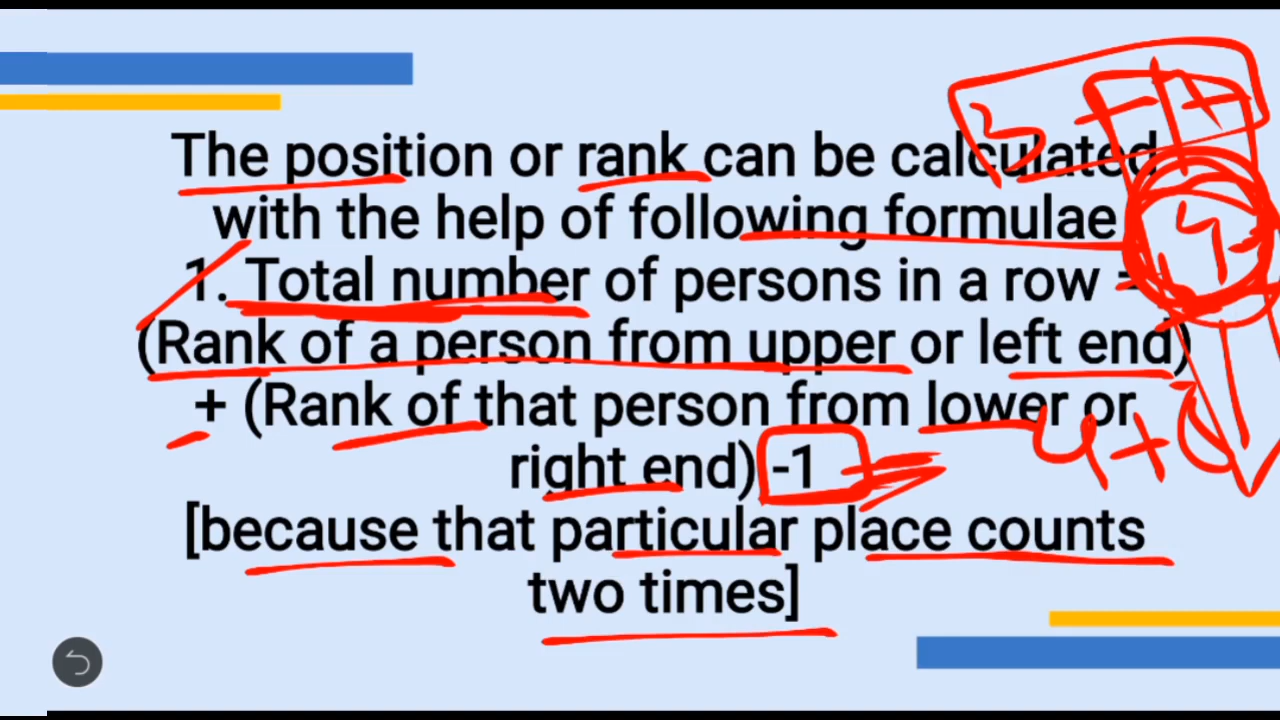 The position or rank can be calculated
with the help of following formulae
1. Total number of persons in a row =
(Rank of a person from upper or left end)
+ (Rank of that person from lower or
right end) -1
[because that particular place counts
two times]